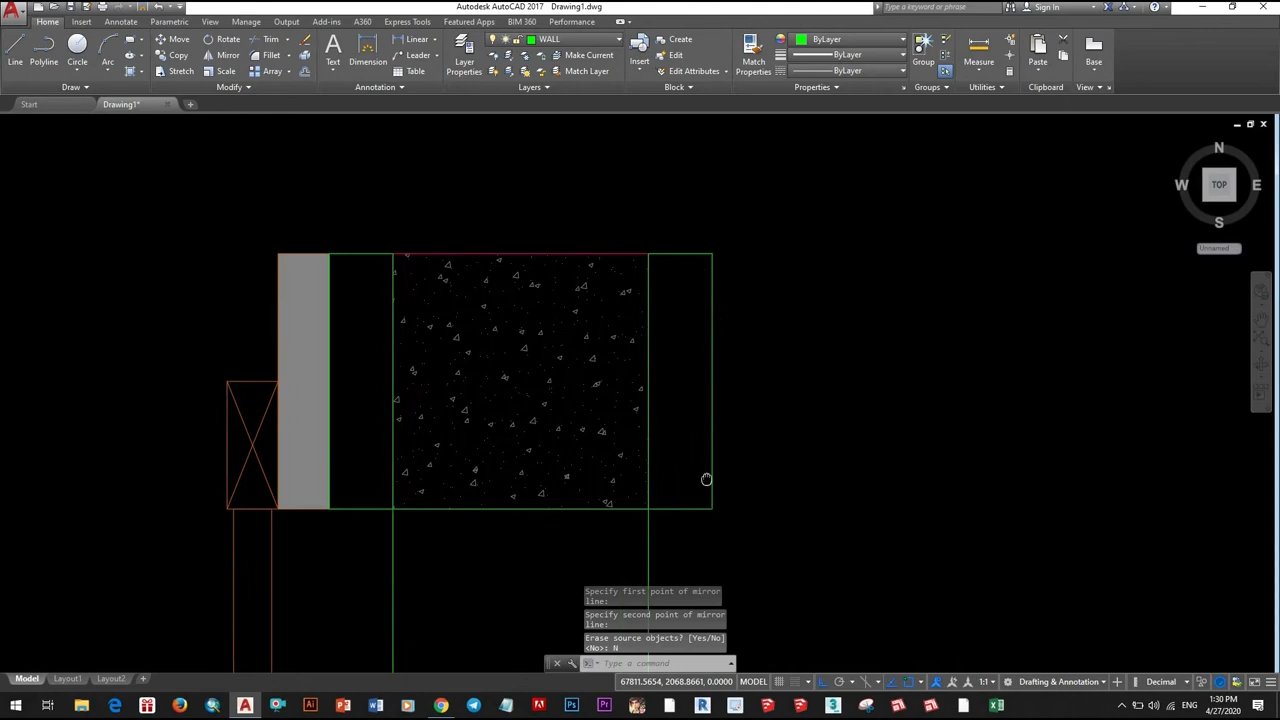 Autodesk AutoCAD 2017   Drawing1.dwg
Type a keyword or phrase
Sign In
Home Insert Annotate Parametric View Manage Output Add-ins A360 Express Tools Featured Apps BIM 360 Performance
Line Polyline Circle Arc
Move Rotate Trim
Copy Mirror Fillet
Stretch Scale Array
Text Dimension
Linear
Leader
Table
Layer Properties
WALL
Make Current
Match Layer
Insert
Create
Edit
Edit Attributes
Match Properties
ByLayer
ByLayer
ByLayer
Group
Measure
Paste
Base
Draw Modify Annotation Layers Block Properties Groups Utilities Clipboard View
Start Drawing1*
N
W TOP E
S
Unnamed
Specify first point of mirror
line:
Specify second point of mirror
line:
Erase source objects? [Yes/No]
<No>: N
Type a command
Model Layout1 Layout2
67811.5654, 2068.8661, 0.0000 MODEL 1:1 Drafting & Annotation Decimal
ENG 1:30 PM
4/27/2020